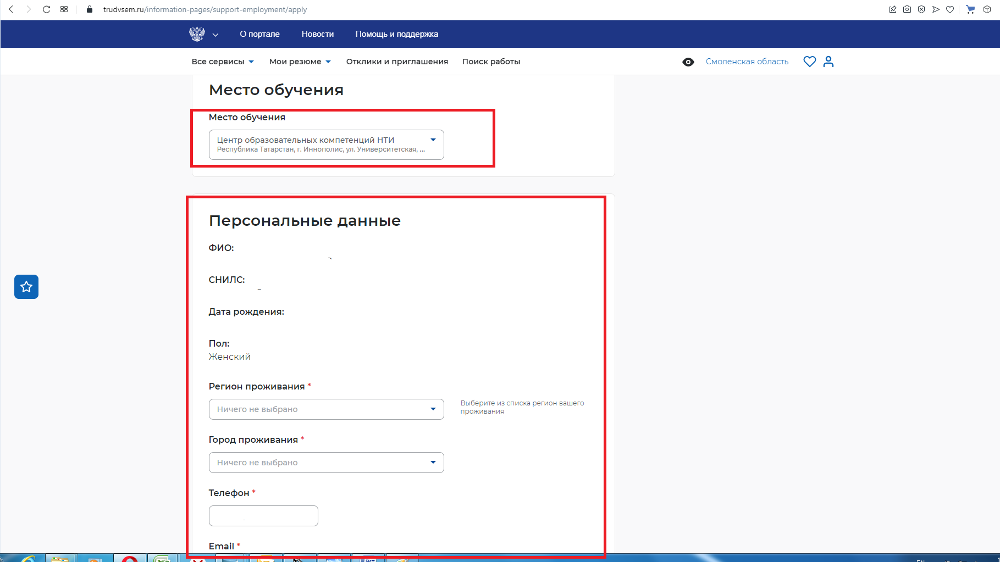 trudvsem.ru/information-pages/support-employment/apply
О портале Новости Помощь и поддержка
Все сервисы Мои резюме Отклики и приглашения Поиск работы Смоленская область
Место обучения
Место обучения
Центр образовательных компетенций НТИ
Республика Татарстан, г. Иннополис, ул. Университетская, ...
Персональные данные
ФИО:
СНИЛС:
Дата рождения:
Пол:
Женский
Регион проживания *
Ничего не выбрано
Выберите из списка регион вашего
проживания
Город проживания *
Ничего не выбрано
Телефон *
Email *